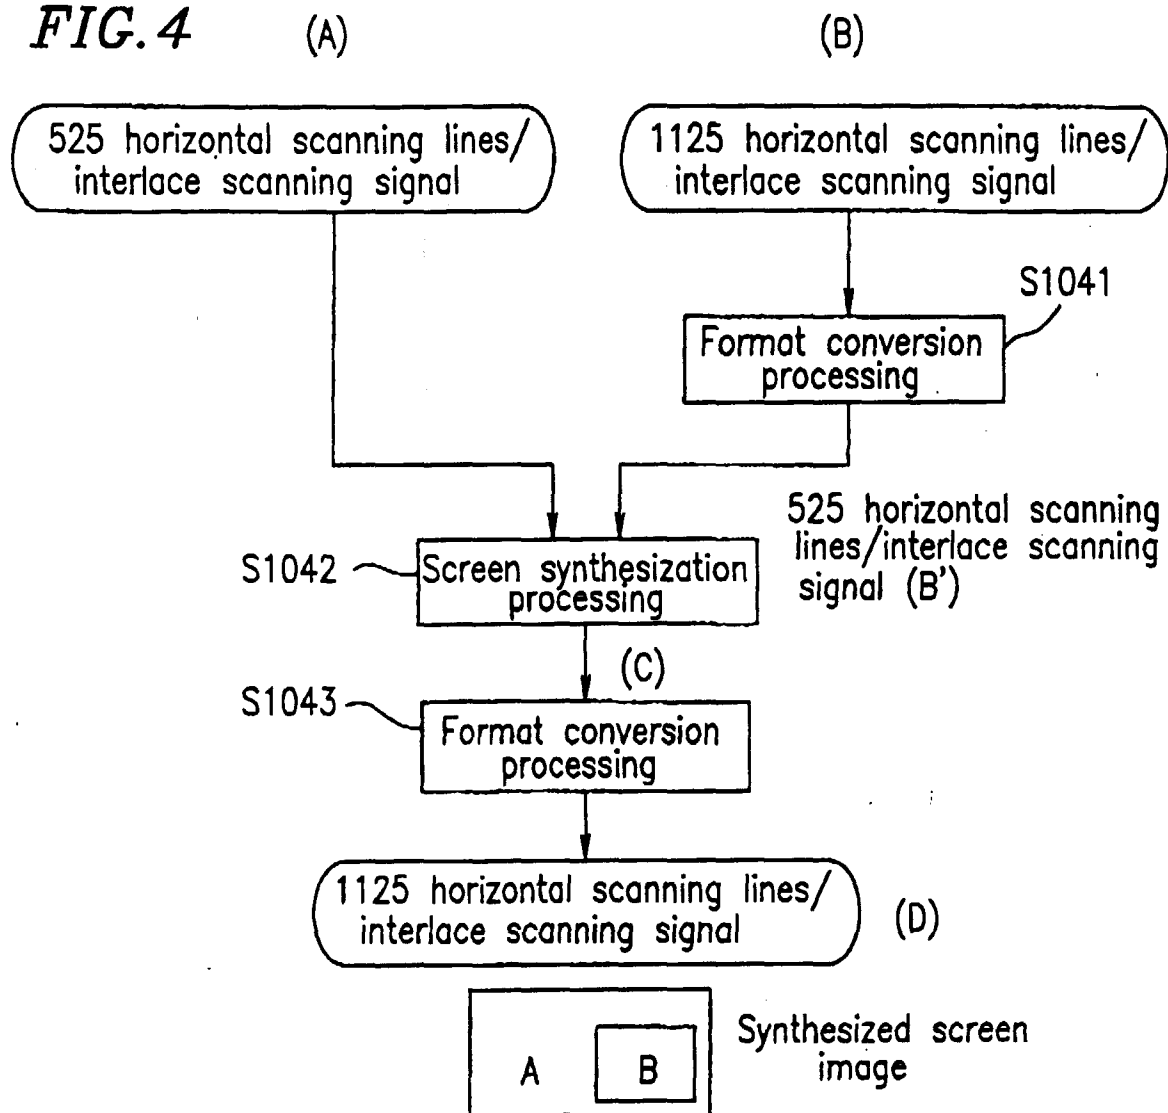 FIG. 4
(A)
(B)
525 horizontal scanning lines/
interlace scanning signal
1125 horizontal scanning lines/
interlace scanning signal
S1041
Format conversion
processing
525 horizontal scanning
lines/interlace scanning
signal (B')
S1042
Screen synthesization
processing
(C)
S1043
Format conversion
processing
1125 horizontal scanning lines/
interlace scanning signal
(D)
Synthesized screen
image
A
B